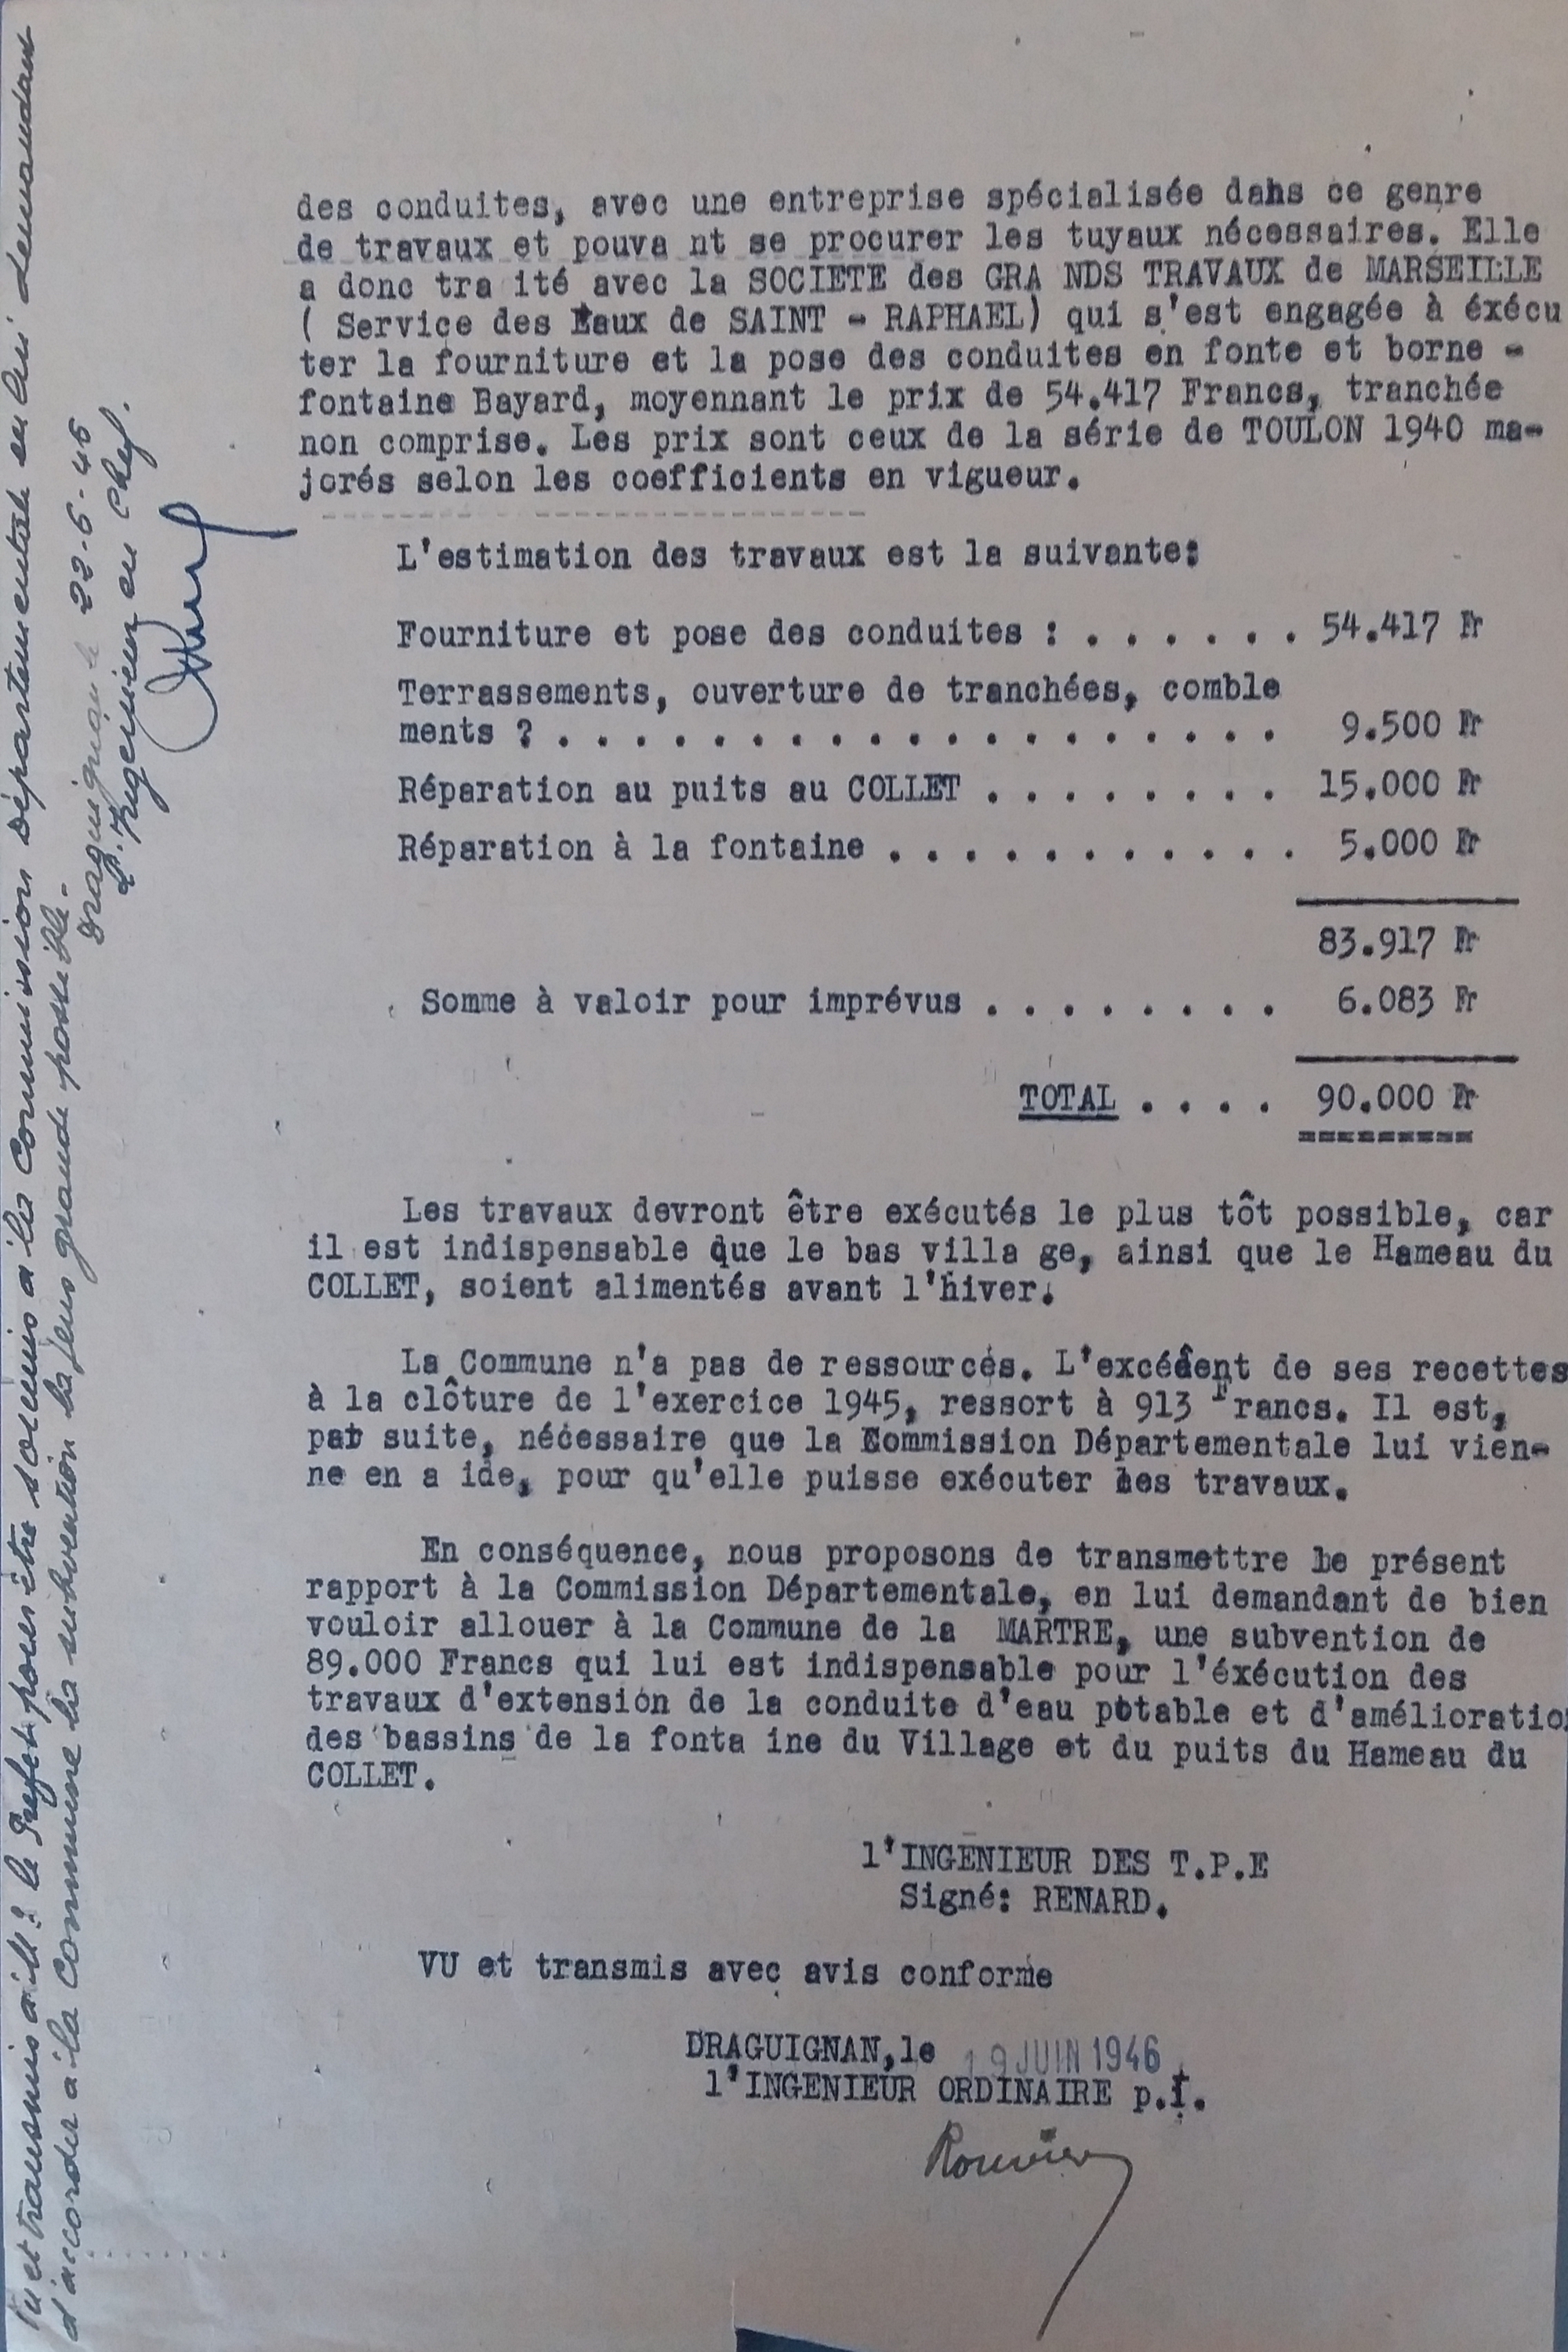 des conduites, avec une entreprise spécialisée dans ce genre
de travaux et pouva nt se procurer les tuyaux nécessaires. Elle
a donc tra ité avec la SOCIETE des GRA NDS TRAVAUX de MARSEILLE
( Service des Eaux de SAINT - RAPHAEL) qui s'est engagée à éxécu
ter la fourniture et la pose des conduites en fonte et borne -
fontaine Bayard, moyennant le prix de 54.417 Francs, tranchée
non comprise. Les prix sont ceux de la série de TOULON 1940 ma-
jorés selon les coefficients en vigueur.
L'estimation des travaux est la suivante:
Fourniture et pose des conduites : . . . . . . 54.417 Fr
Terrassements, ouverture de tranchées, comble
ments ? . . . . . . . . . . . . . . . . . . . 9.500 Fr
Réparation au puits au COLLET . . . . . . . . 15.000 Fr
Réparation à la fontaine . . . . . . . . . . . 5.000 Fr
83.917 Fr
Somme à valoir pour imprévus . . . . . . . . 6.083 Fr
TOTAL . . . . 90.000 Fr
=========
Les travaux devront être exécutés le plus tôt possible, car
il est indispensable que le bas villa ge, ainsi que le Hameau du
COLLET, soient alimentés avant l'hiver.
La Commune n'a pas de ressources. L'excédent de ses recettes
à la clôture de l'exercice 1945, ressort à 913 Francs. Il est,
par suite, nécessaire que la Commission Départementale lui vien-
ne en a ide, pour qu'elle puisse exécuter les travaux.
En conséquence, nous proposons de transmettre le présent
rapport à la Commission Départementale, en lui demandant de bien
vouloir allouer à la Commune de la MARTRE, une subvention de
89.000 Francs qui lui est indispensable pour l'éxécution des
travaux d'extension de la conduite d'eau potable et d'amélioratio
des bassins de la fonta ine du Village et du puits du Hameau du
COLLET.
l'INGENIEUR DES T.P.E
Signé: RENARD.
VU et transmis avec avis conforme
DRAGUIGNAN,le 19 JUIN 1946
l'INGENIEUR ORDINAIRE p.I.
Rouvier
Vu et transmis à M. le Préfet pour être soumis à la Commission Départementale en lui demandant
d'accorder à la Commune la subvention la plus grande possible.-
Draguignan le 22-6-46
L'Ingénieur en Chef.